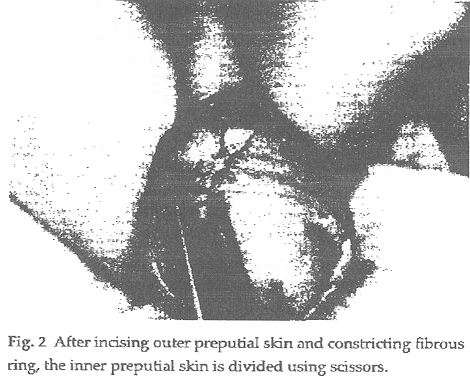 Fig. 2 After incising outer preputial skin and constricting fibrous
ring, the inner preputial skin is divided using scissors.